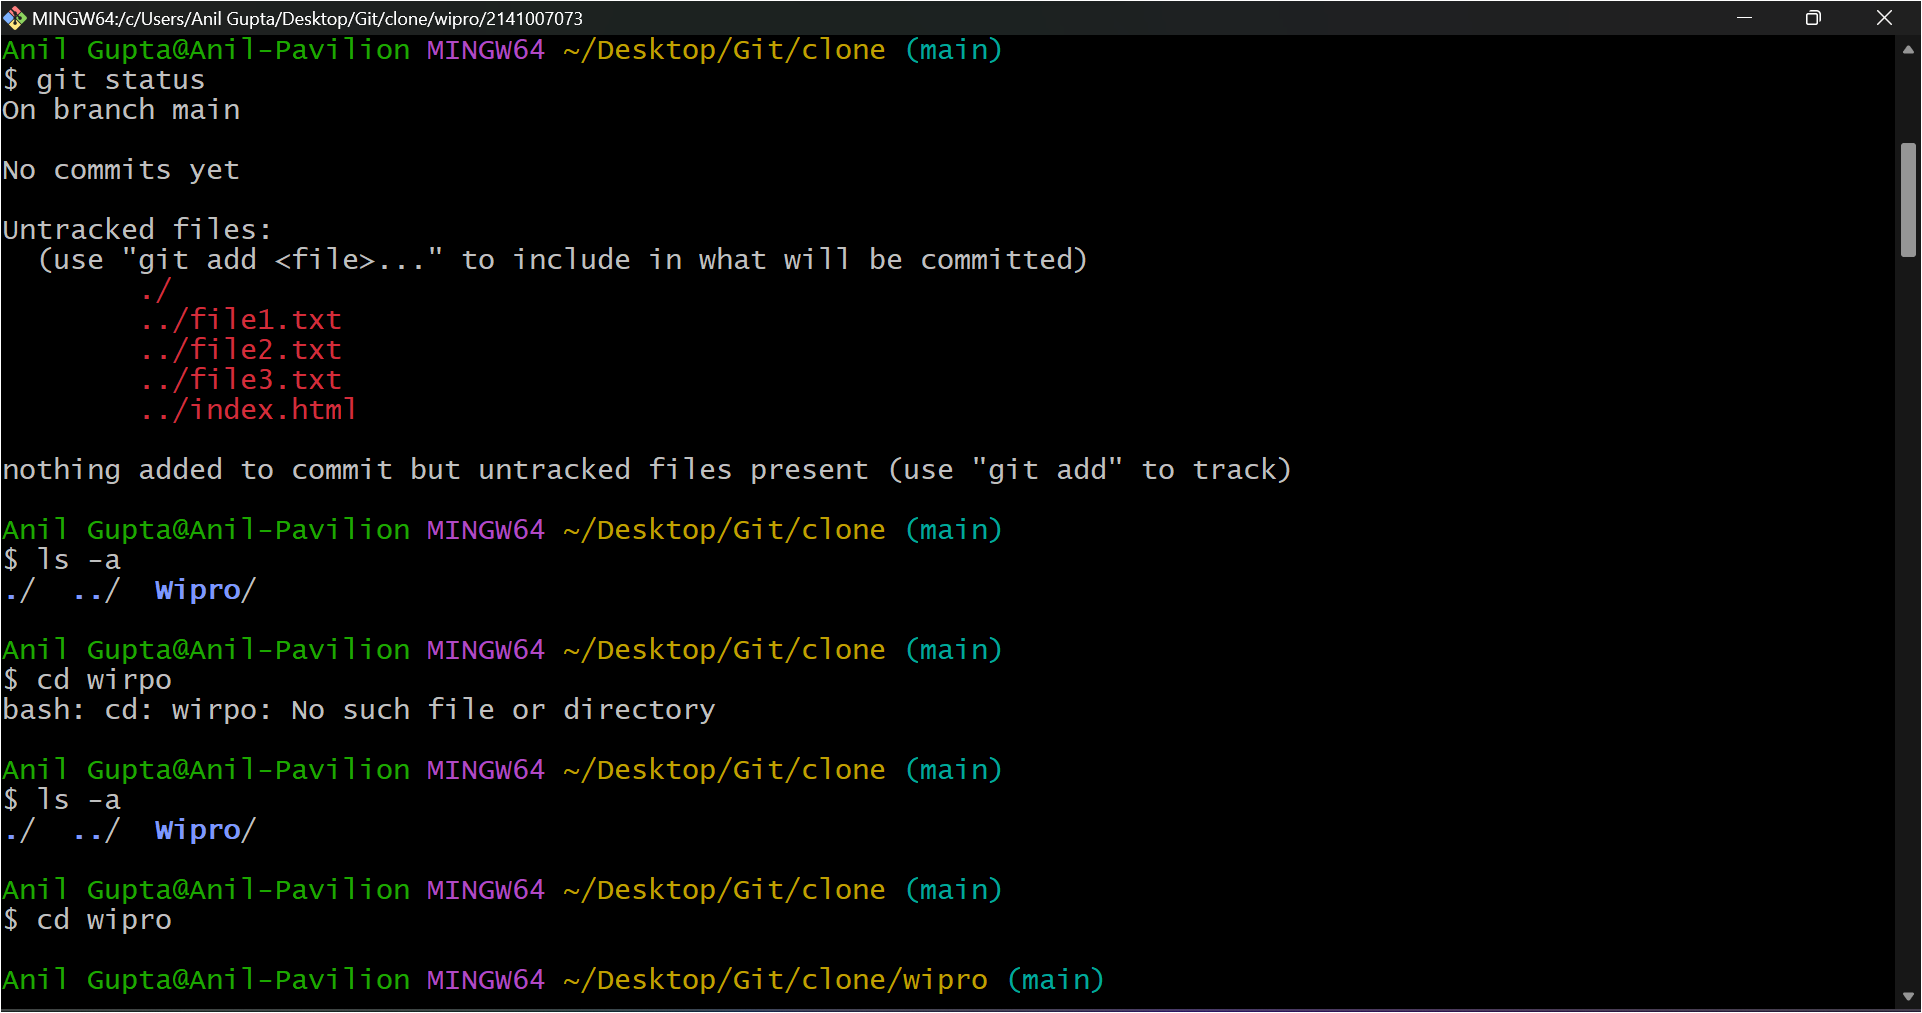 MINGW64:/c/Users/Anil Gupta/Desktop/Git/clone/wipro/2141007073
Anil Gupta@Anil-Pavilion MINGW64 ~/Desktop/Git/clone (main)
$ git status
On branch main
No commits yet
Untracked files:
  (use "git add <file>..." to include in what will be committed)
        ./
        ../file1.txt
        ../file2.txt
        ../file3.txt
        ../index.html
nothing added to commit but untracked files present (use "git add" to track)
Anil Gupta@Anil-Pavilion MINGW64 ~/Desktop/Git/clone (main)
$ ls -a
./  ../  Wipro/
Anil Gupta@Anil-Pavilion MINGW64 ~/Desktop/Git/clone (main)
$ cd wirpo
bash: cd: wirpo: No such file or directory
Anil Gupta@Anil-Pavilion MINGW64 ~/Desktop/Git/clone (main)
$ ls -a
./  ../  Wipro/
Anil Gupta@Anil-Pavilion MINGW64 ~/Desktop/Git/clone (main)
$ cd wipro
Anil Gupta@Anil-Pavilion MINGW64 ~/Desktop/Git/clone/wipro (main)